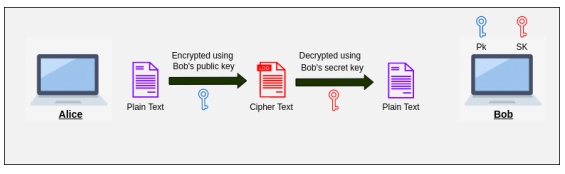 Pk SK
Encrypted using
Bob's public key
Decrypted using
Bob's secret key
Plain Text
Cipher Text
Plain Text
Alice
Bob